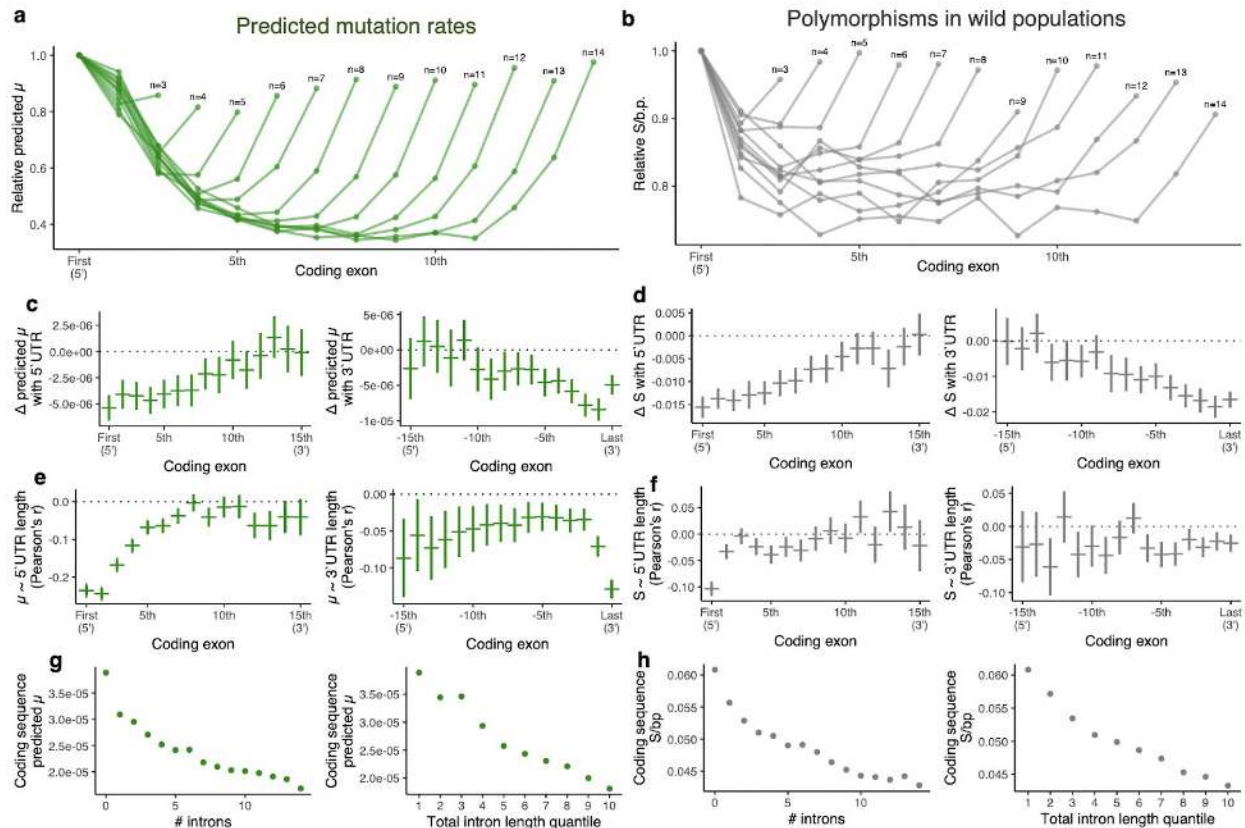 a
Predicted mutation rates
Relative predicted μ
1.0
0.8
0.6
0.4
n=3
n=4
n=5
n=6
n=7
n=8
n=9
n=10
n=11
n=12
n=13
n=14
First
(5')
5th
10th
Coding exon
b
Polymorphisms in wild populations
Relative S/b.p.
1.0
0.9
0.8
n=3
n=4
n=5
n=6
n=7
n=8
n=9
n=10
n=11
n=12
n=13
n=14
First
(5')
5th
10th
Coding exon
c
Δ predicted μ
with 5`UTR
2.5e-06
0.0e+00
-2.5e-06
-5.0e-06
First
(5')
5th
10th
15th
(3')
Coding exon
Δ predicted μ
with 3`UTR
5e-06
0e+00
-5e-06
-1e-05
-15th
(5')
-10th
-5th
Last
(3')
Coding exon
d
Δ S with 5`UTR
0.005
0.000
-0.005
-0.010
-0.015
First
(5')
5th
10th
15th
(3')
Coding exon
Δ S with 3`UTR
0.00
-0.01
-0.02
-15th
(5')
-10th
-5th
Last
(3')
Coding exon
e
μ ~ 5`UTR length
(Pearson's r)
0.0
-0.1
-0.2
First
(5')
5th
10th
15th
(3')
Coding exon
μ ~ 3`UTR length
(Pearson's r)
0.00
-0.05
-0.10
-15th
(5')
-10th
-5th
Last
(3')
Coding exon
f
S ~ 5`UTR length
(Pearson's r)
0.05
0.00
-0.05
-0.10
First
(5')
5th
10th
15th
(3')
Coding exon
S ~ 3`UTR length
(Pearson's r)
0.05
0.00
-0.05
-0.10
-15th
(5')
-10th
-5th
Last
(3')
Coding exon
g
Coding sequence
predicted μ
3.5e-05
3.0e-05
2.5e-05
2.0e-05
0
5
10
# introns
Coding sequence
predicted μ
3.5e-05
3.0e-05
2.5e-05
2.0e-05
1 2 3 4 5 6 7 8 9 10
Total intron length quantile
h
Coding sequence
S/bp
0.060
0.055
0.050
0.045
0
5
10
# introns
Coding sequence
S/bp
0.060
0.055
0.050
0.045
1 2 3 4 5 6 7 8 9 10
Total intron length quantile